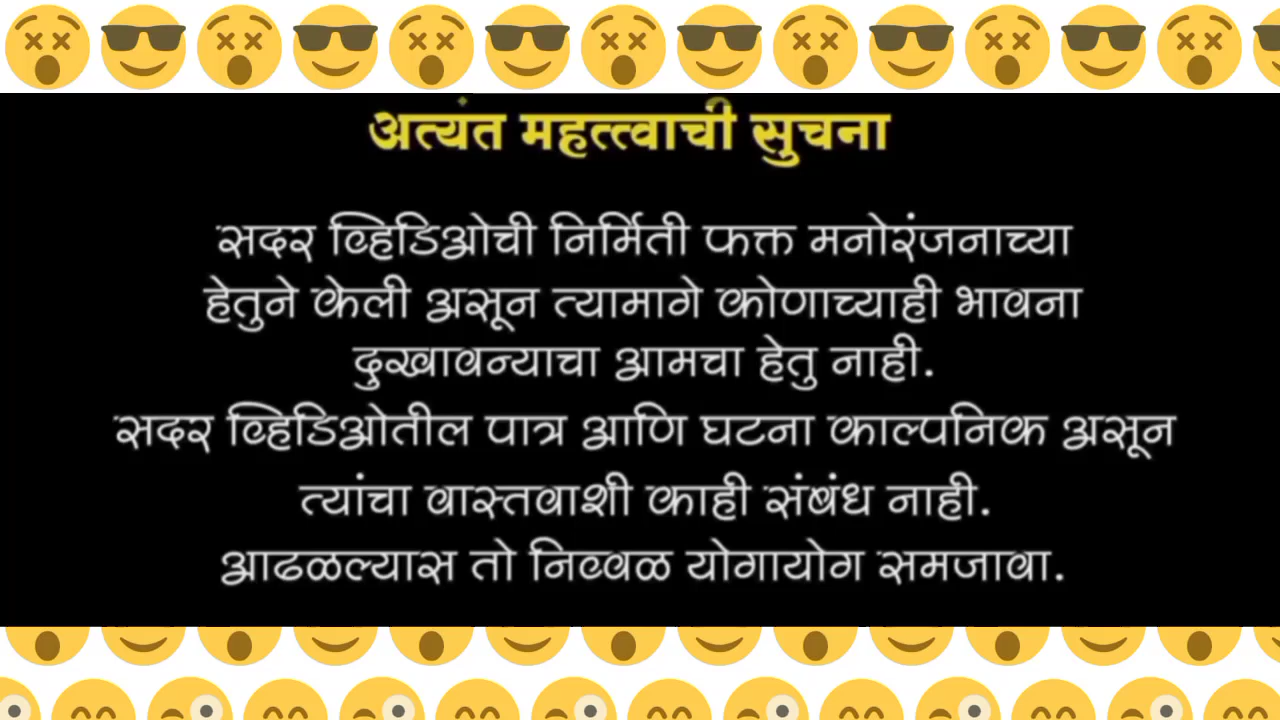 अत्यंत महत्त्वाची सुचना
सदर व्हिडिओची निर्मिती फक्त मनोरंजनाच्या
हेतुने केली असून त्यामागे कोणाच्याही भावना
दुखावन्याचा आमचा हेतु नाही.
सदर व्हिडिओतील पात्र आणि घटना काल्पनिक असून
त्यांचा वास्तवाशी काही संबंध नाही.
आढळल्यास तो निव्वळ योगायोग समजावा.